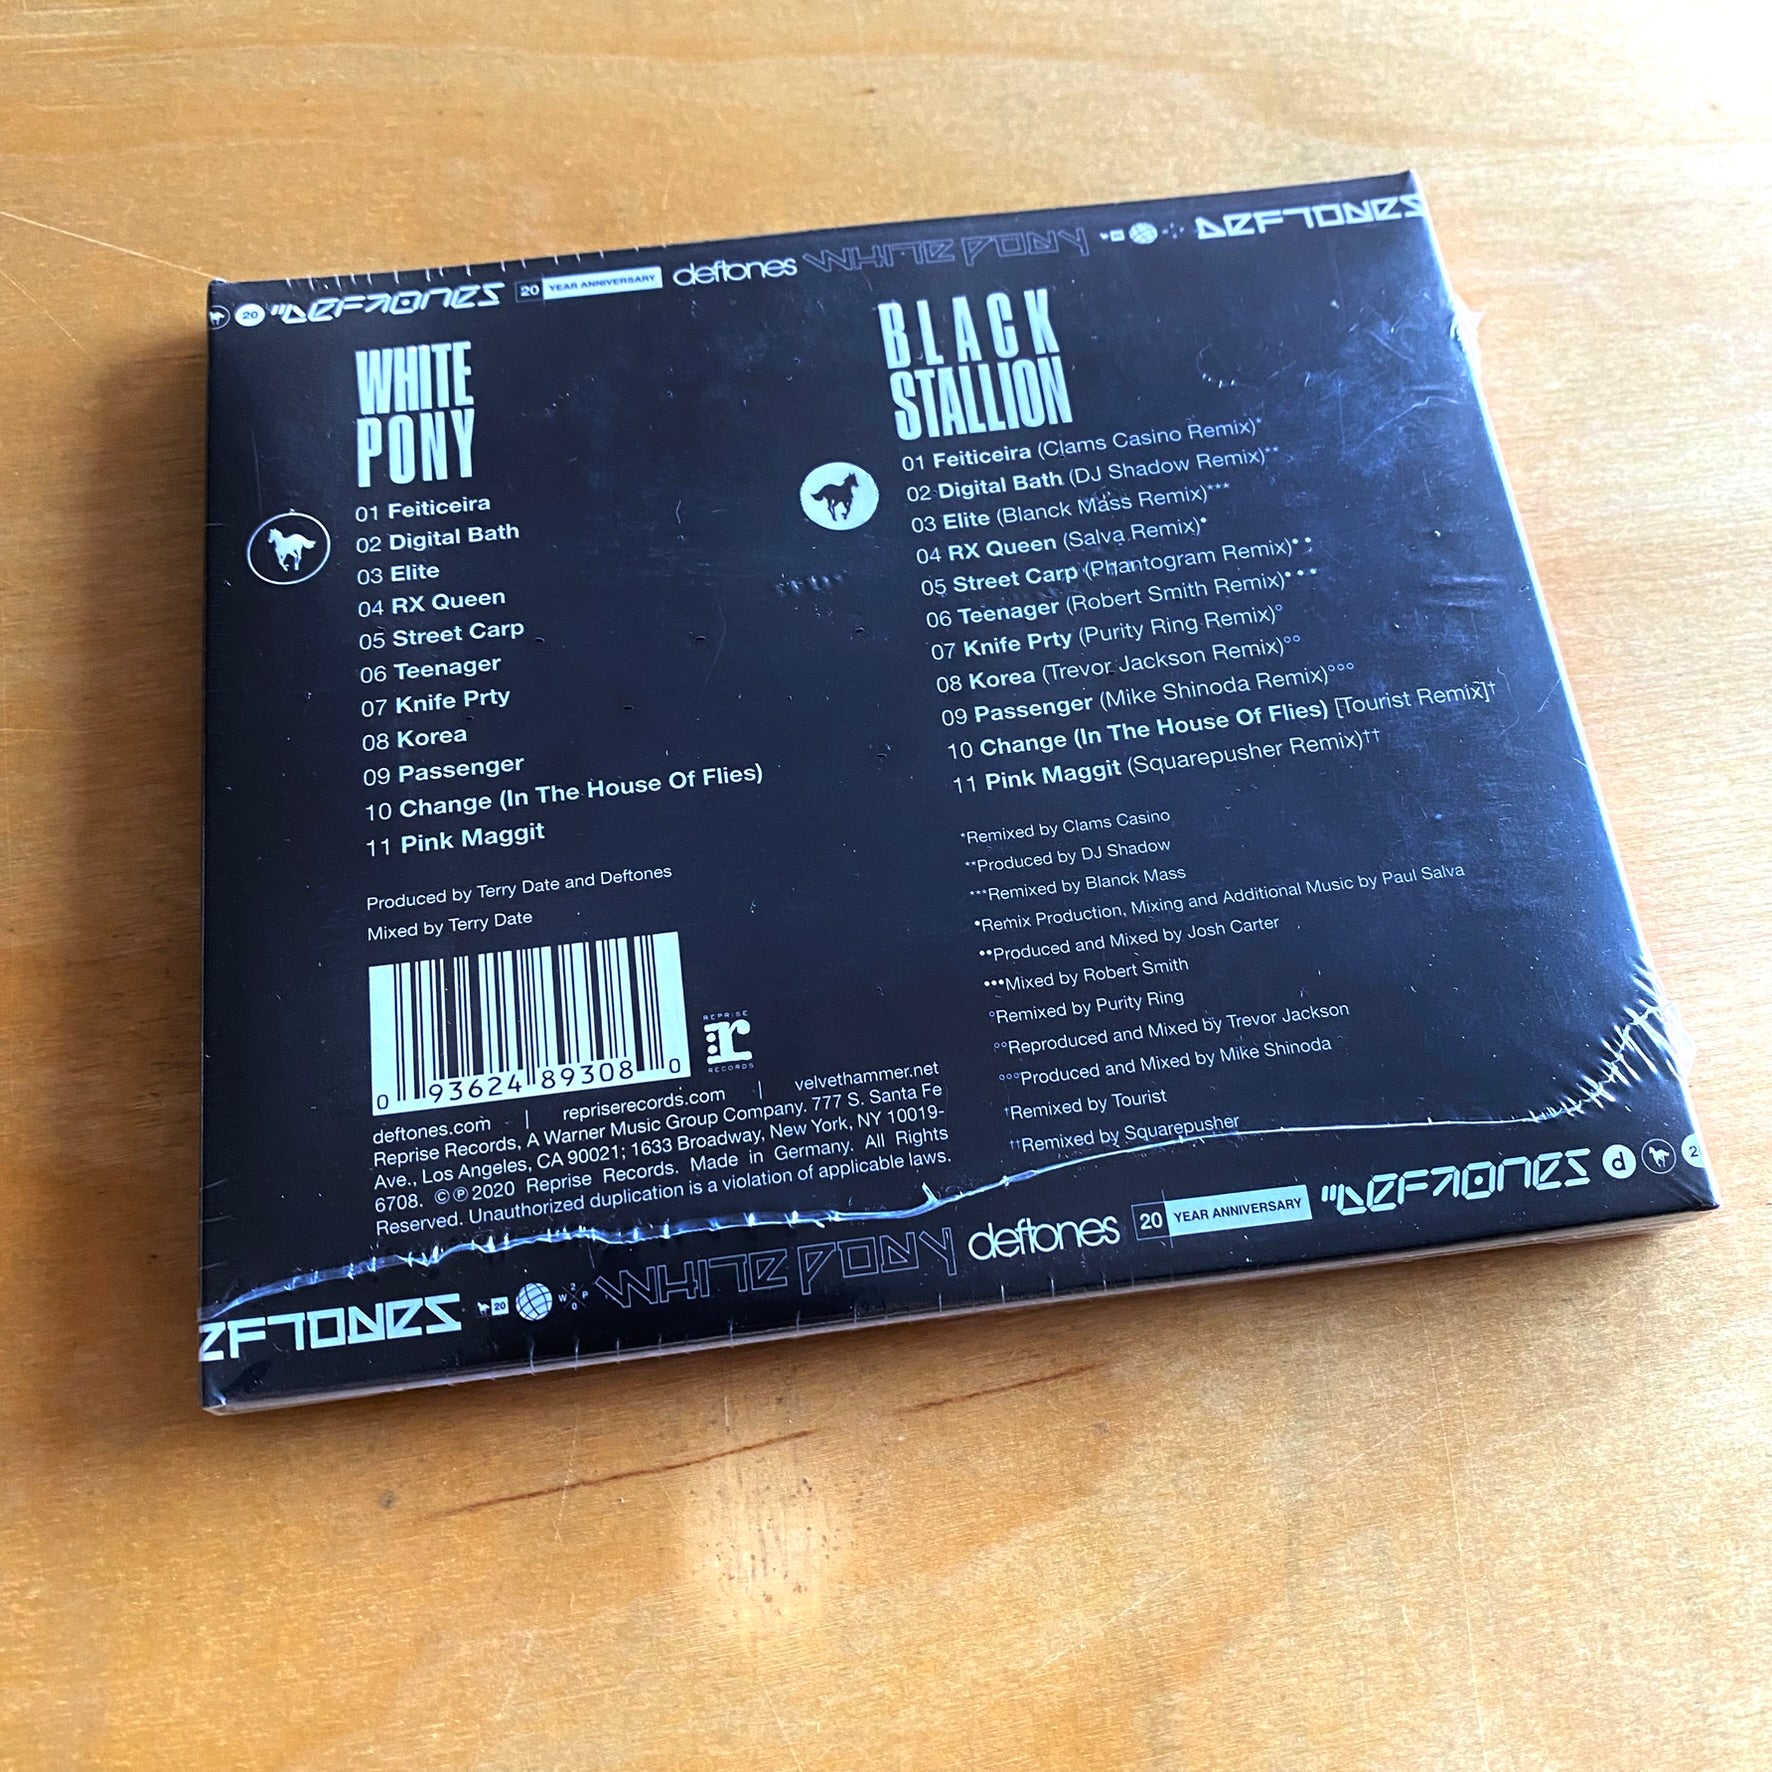 20 DEFTONES 20 YEAR ANNIVERSARY deftones WHITE PONY 20 DEFTONES
WHITE
PONY
01 Feiticeira
02 Digital Bath
03 Elite
04 RX Queen
05 Street Carp
06 Teenager
07 Knife Prty
08 Korea
09 Passenger
10 Change (In The House Of Flies)
11 Pink Maggit
Produced by Terry Date and Deftones
Mixed by Terry Date
0 93624 89308 0
REPRISE
r
RECORDS
deftones.com | repriserecords.com | velvethammer.net
Reprise Records, A Warner Music Group Company. 777 S. Santa Fe
Ave., Los Angeles, CA 90021; 1633 Broadway, New York, NY 10019-
6708. ©℗2020 Reprise Records. Made in Germany. All Rights
Reserved. Unauthorized duplication is a violation of applicable laws.
BLACK
STALLION
01 Feiticeira (Clams Casino Remix)*
02 Digital Bath (DJ Shadow Remix)**
03 Elite (Blanck Mass Remix)***
04 RX Queen (Salva Remix)•
05 Street Carp (Phantogram Remix)••
06 Teenager (Robert Smith Remix)•••
07 Knife Prty (Purity Ring Remix)°
08 Korea (Trevor Jackson Remix)°°
09 Passenger (Mike Shinoda Remix)°°°
10 Change (In The House Of Flies) [Tourist Remix]†
11 Pink Maggit (Squarepusher Remix)††
*Remixed by Clams Casino
**Produced by DJ Shadow
***Remixed by Blanck Mass
•Remix Production, Mixing and Additional Music by Paul Salva
••Produced and Mixed by Josh Carter
•••Mixed by Robert Smith
°Remixed by Purity Ring
°°Reproduced and Mixed by Trevor Jackson
°°°Produced and Mixed by Mike Shinoda
†Remixed by Tourist
††Remixed by Squarepusher
EFTONES 20 W 2 P 0 WHITE PONY deftones 20 YEAR ANNIVERSARY DEFTONES d 2